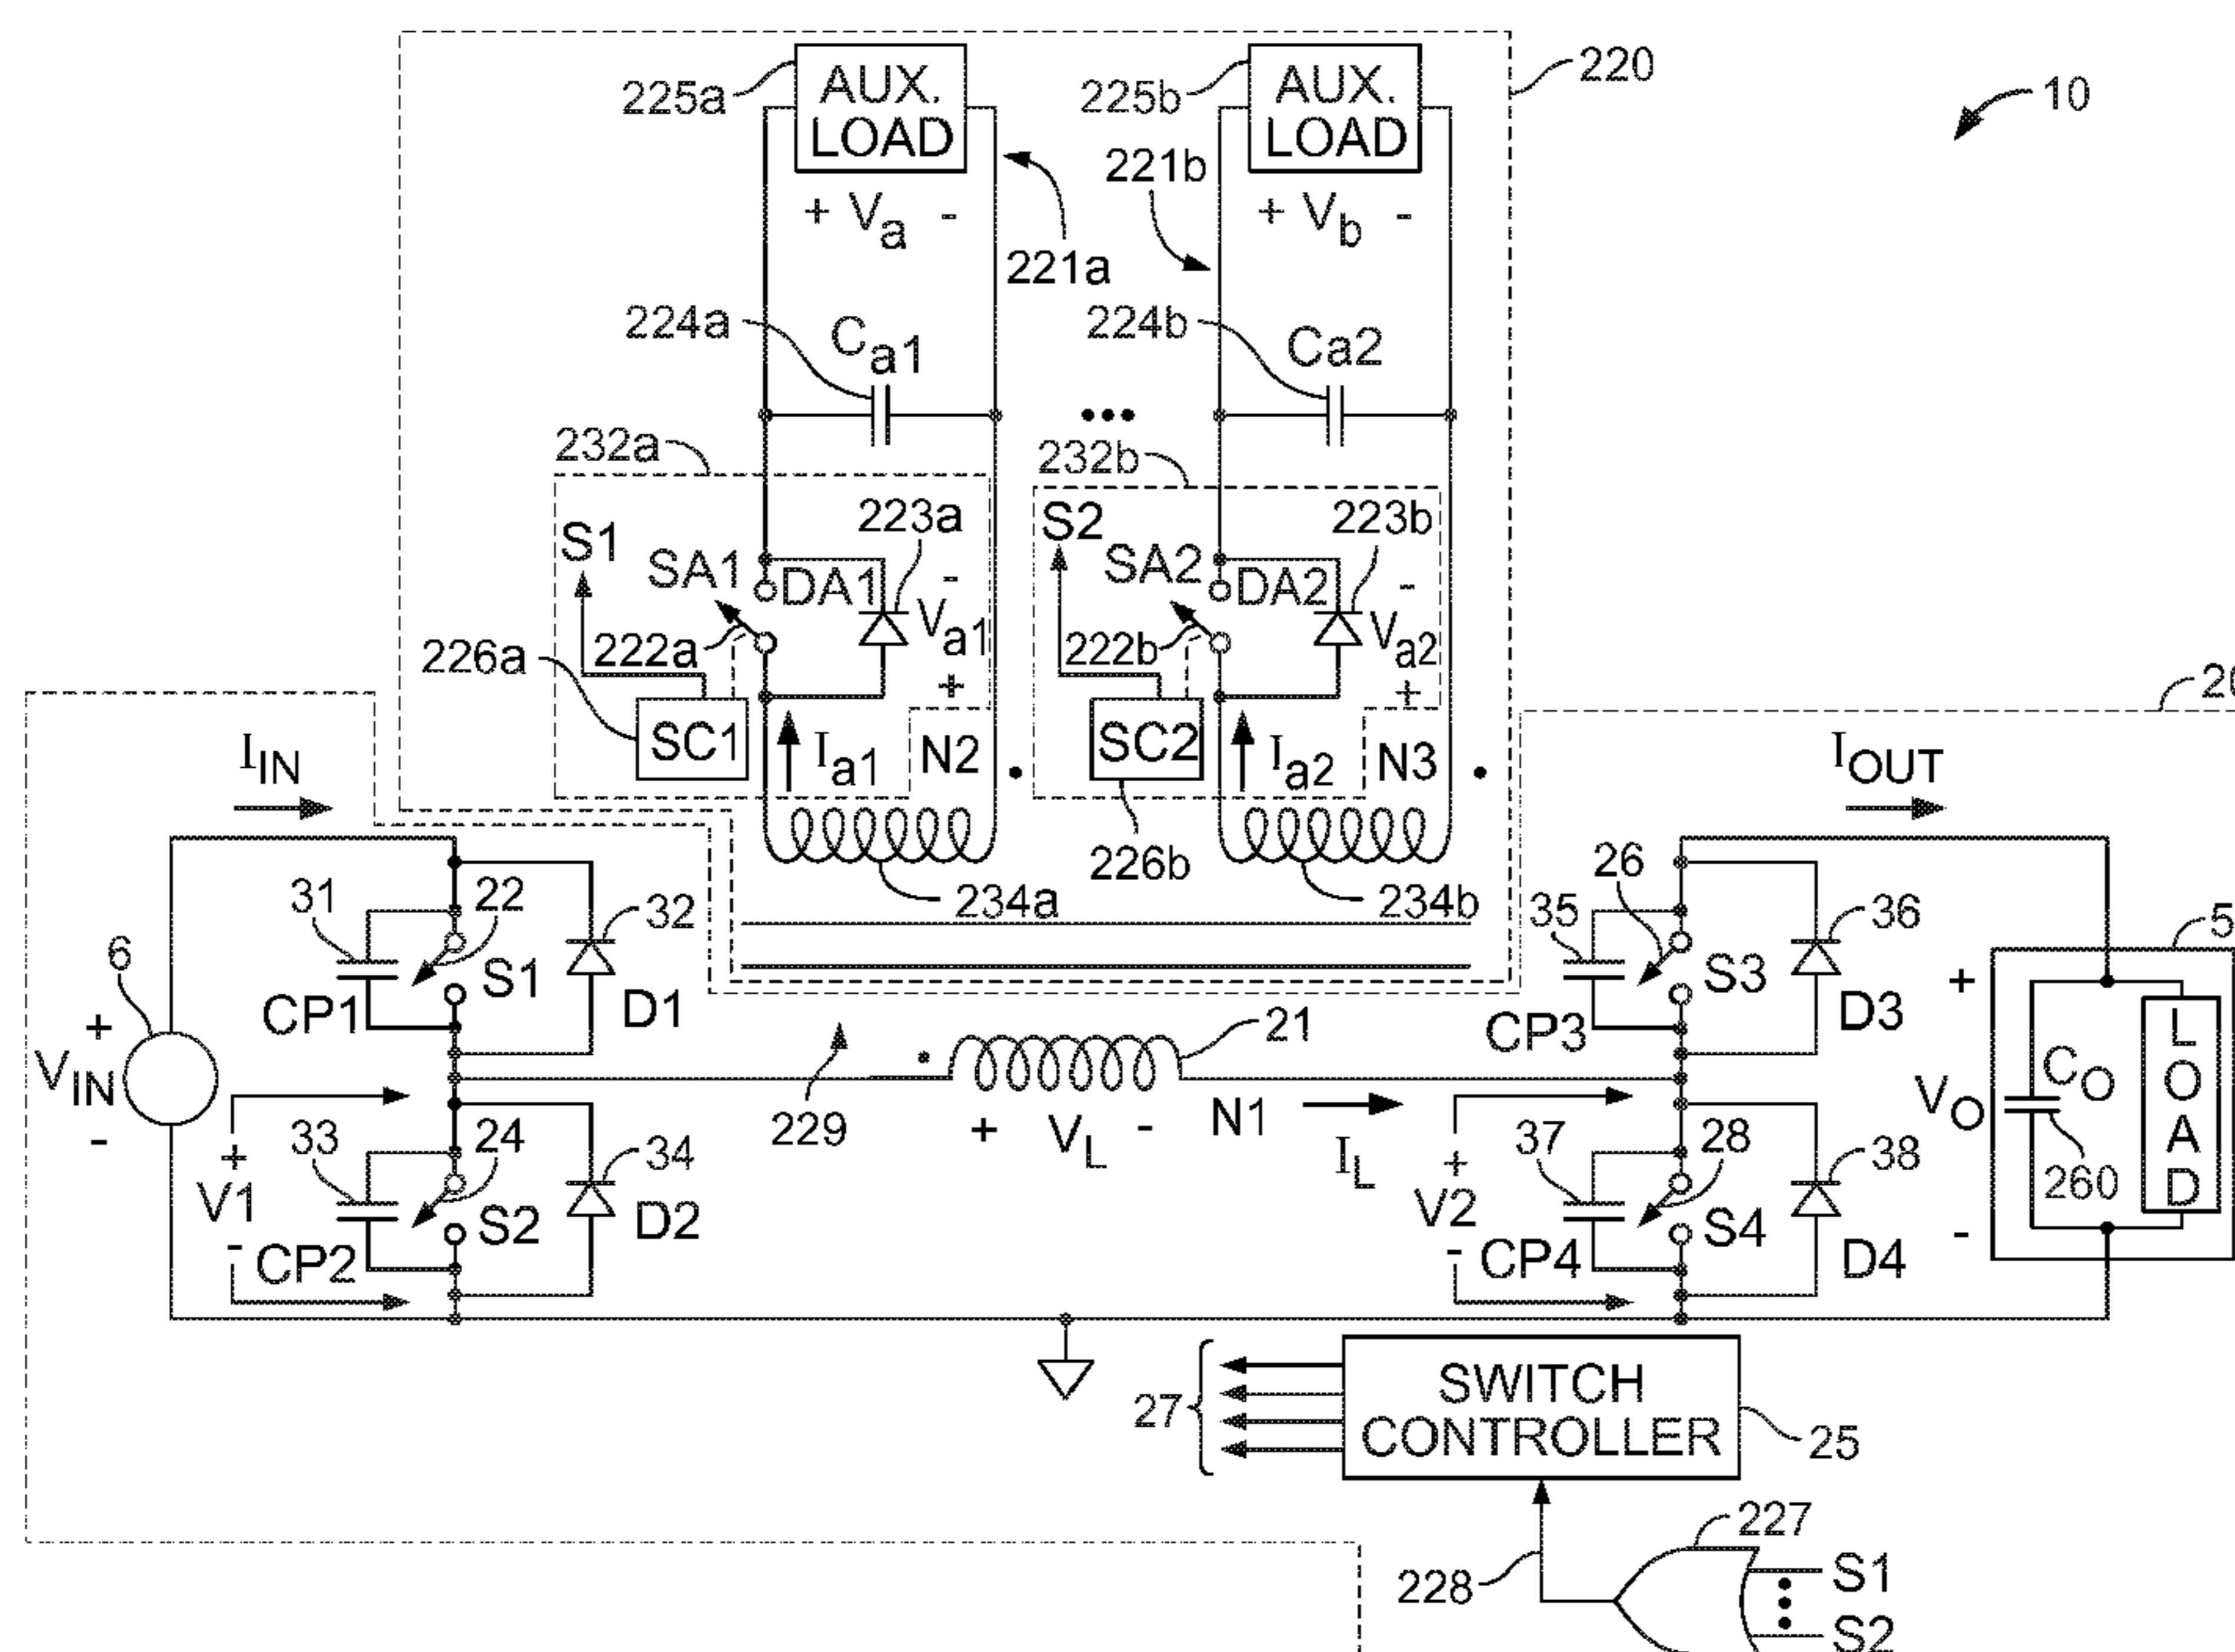 220
10
225a
AUX.
LOAD
225b
AUX.
LOAD
221b
+ Va -
+ Vb -
221a
224a
Ca1
224b
Ca2
•••
232a
232b
S1
SA1
DA1
223a
-
Va1
+
222a
226a
SC1
Ia1
N2
S2
SA2
DA2
223b
-
Va2
+
222b
SC2
Ia2
N3
226b
234a
234b
IIN
IOUT
6
+
VIN
-
31
22
32
S1
CP1
D1
+
V1
-
33
24
34
S2
CP2
D2
229
21
+ VL -
N1
IL
35
26
36
S3
CP3
D3
+
V2
-
37
28
38
S4
CP4
D4
5
+
VO
-
CO
260
LOAD
27
SWITCH
CONTROLLER
25
228
227
S1
S2